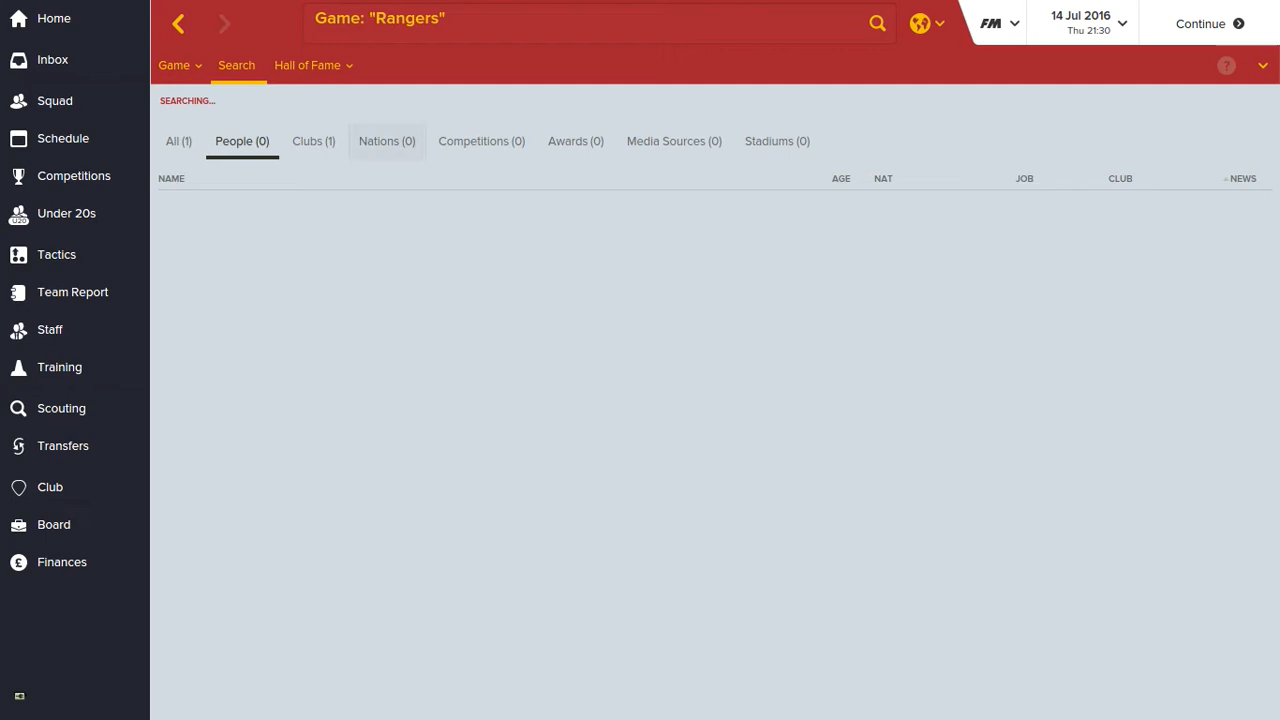 Home
Inbox
Squad
Schedule
Competitions
Under 20s
U20
Tactics
Team Report
Staff
Training
Scouting
Transfers
Club
Board
Finances
Game: "Rangers"
FM
14 Jul 2016
Thu 21:30
Continue
Game
Search
Hall of Fame
?
SEARCHING...
All (1)
People (0)
Clubs (1)
Nations (0)
Competitions (0)
Awards (0)
Media Sources (0)
Stadiums (0)
NAME
AGE
NAT
JOB
CLUB
NEWS